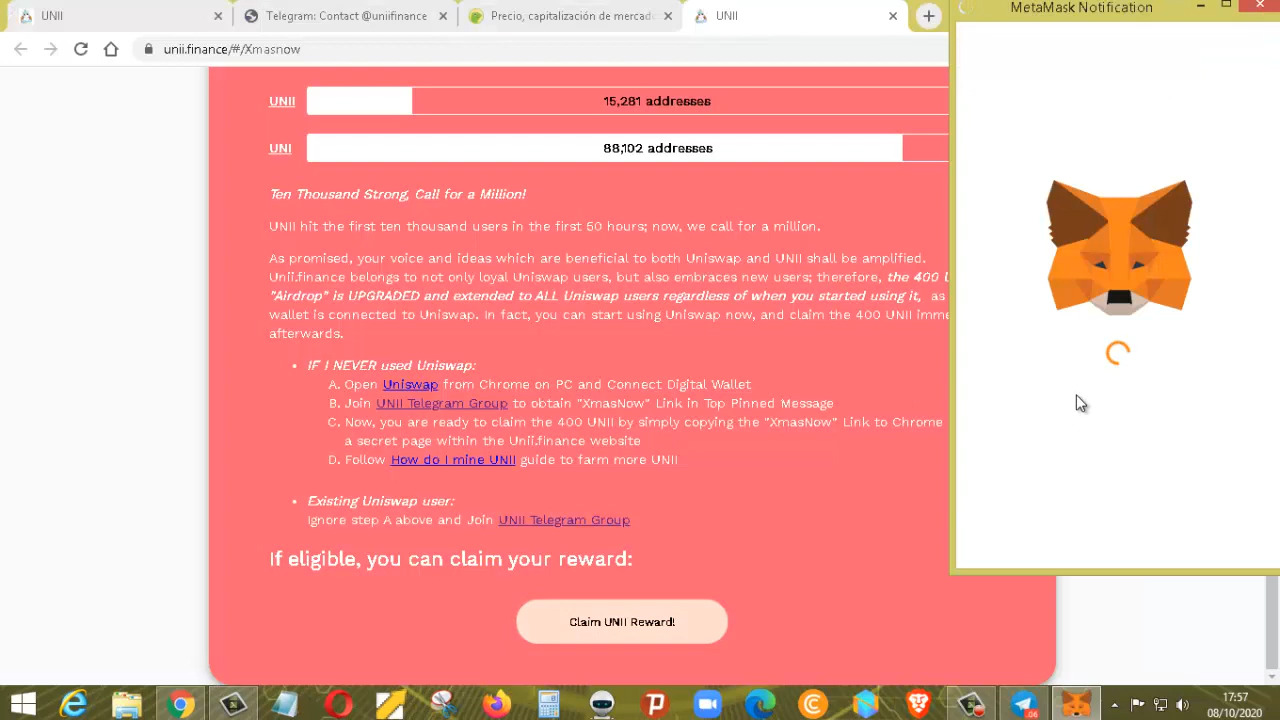 UNII
Telegram: Contact @uniifinance
Precio, capitalización de mercad
UNII
MetaMask Notification
unii.finance/#/Xmasnow
UNII
15,281 addresses
UNI
88,102 addresses
Ten Thousand Strong, Call for a Million!
UNII hit the first ten thousand users in the first 50 hours; now, we call for a million.
As promised, your voice and ideas which are beneficial to both Uniswap and UNII shall be amplified.
Unii.finance belongs to not only loyal Uniswap users, but also embraces new users; therefore, the 400 U
"Airdrop" is UPGRADED and extended to ALL Uniswap users regardless of when you started using it, as
wallet is connected to Uniswap. In fact, you can start using Uniswap now, and claim the 400 UNII imme
afterwards.
• IF I NEVER used Uniswap:
A. Open Uniswap from Chrome on PC and Connect Digital Wallet
B. Join UNII Telegram Group to obtain "XmasNow" Link in Top Pinned Message
C. Now, you are ready to claim the 400 UNII by simply copying the "XmasNow" Link to Chrome
a secret page within the Unii.finance website
D. Follow How do I mine UNII guide to farm more UNII
• Existing Uniswap user:
Ignore step A above and Join UNII Telegram Group
If eligible, you can claim your reward:
Claim UNII Reward!
06
17:57
08/10/2020